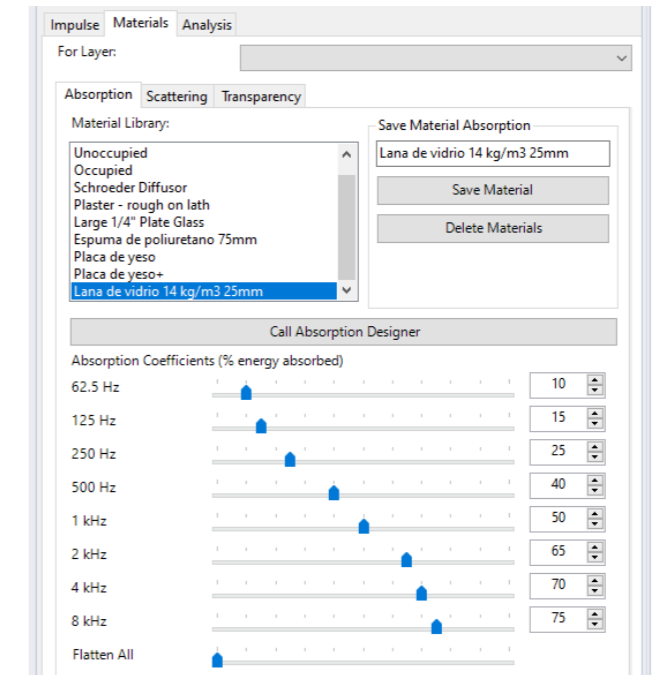 Impulse Materials Analysis
For Layer:
Absorption Scattering Transparency
Material Library:
Unoccupied
Occupied
Schroeder Diffusor
Plaster - rough on lath
Large 1/4" Plate Glass
Espuma de poliuretano 75mm
Placa de yeso
Placa de yeso+
Lana de vidrio 14 kg/m3 25mm
Save Material Absorption
Lana de vidrio 14 kg/m3 25mm
Save Material
Delete Materials
Call Absorption Designer
Absorption Coefficients (% energy absorbed)
62.5 Hz 10
125 Hz 15
250 Hz 25
500 Hz 40
1 kHz 50
2 kHz 65
4 kHz 70
8 kHz 75
Flatten All